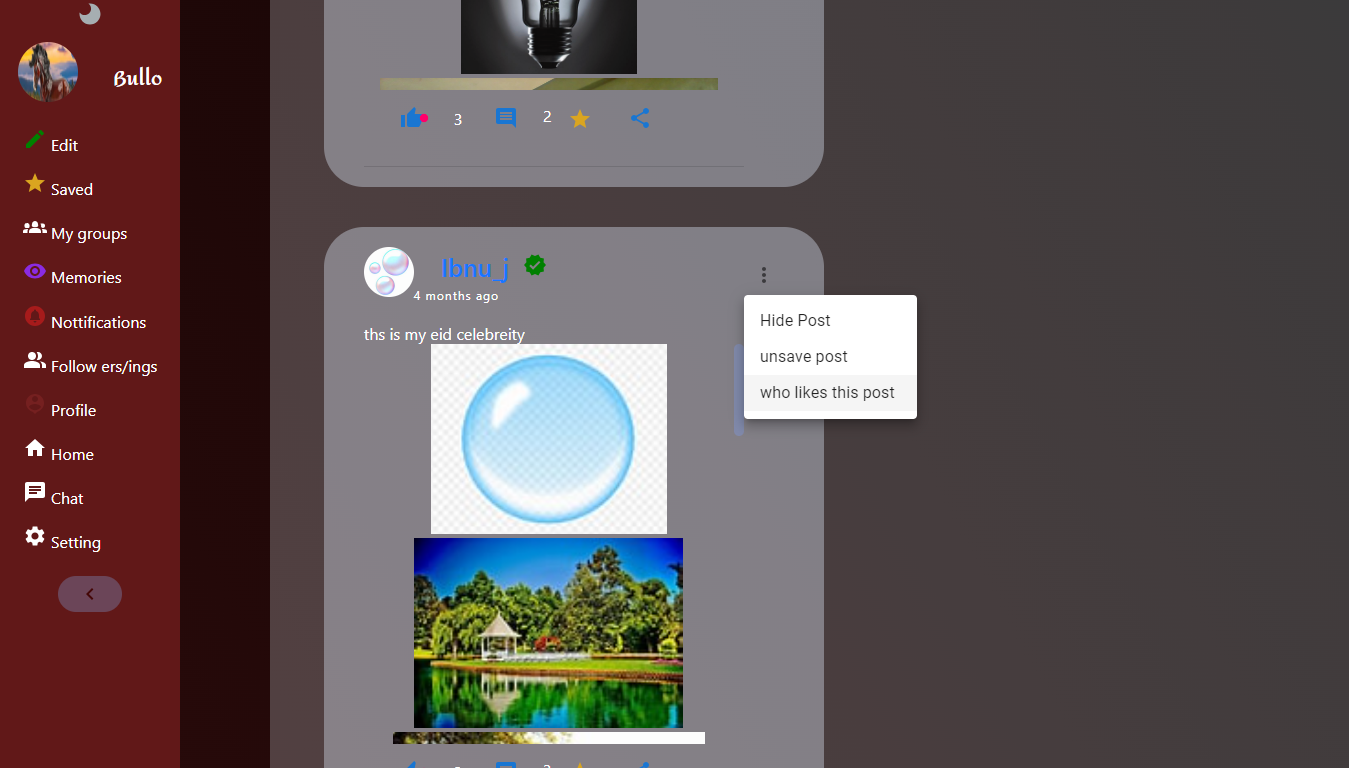 Bullo
Edit
Saved
My groups
Memories
Nottifications
Follow ers/ings
Profile
Home
Chat
Setting
3
2
Ibnu_j
4 months ago
ths is my eid celebreity
Hide Post
unsave post
who likes this post